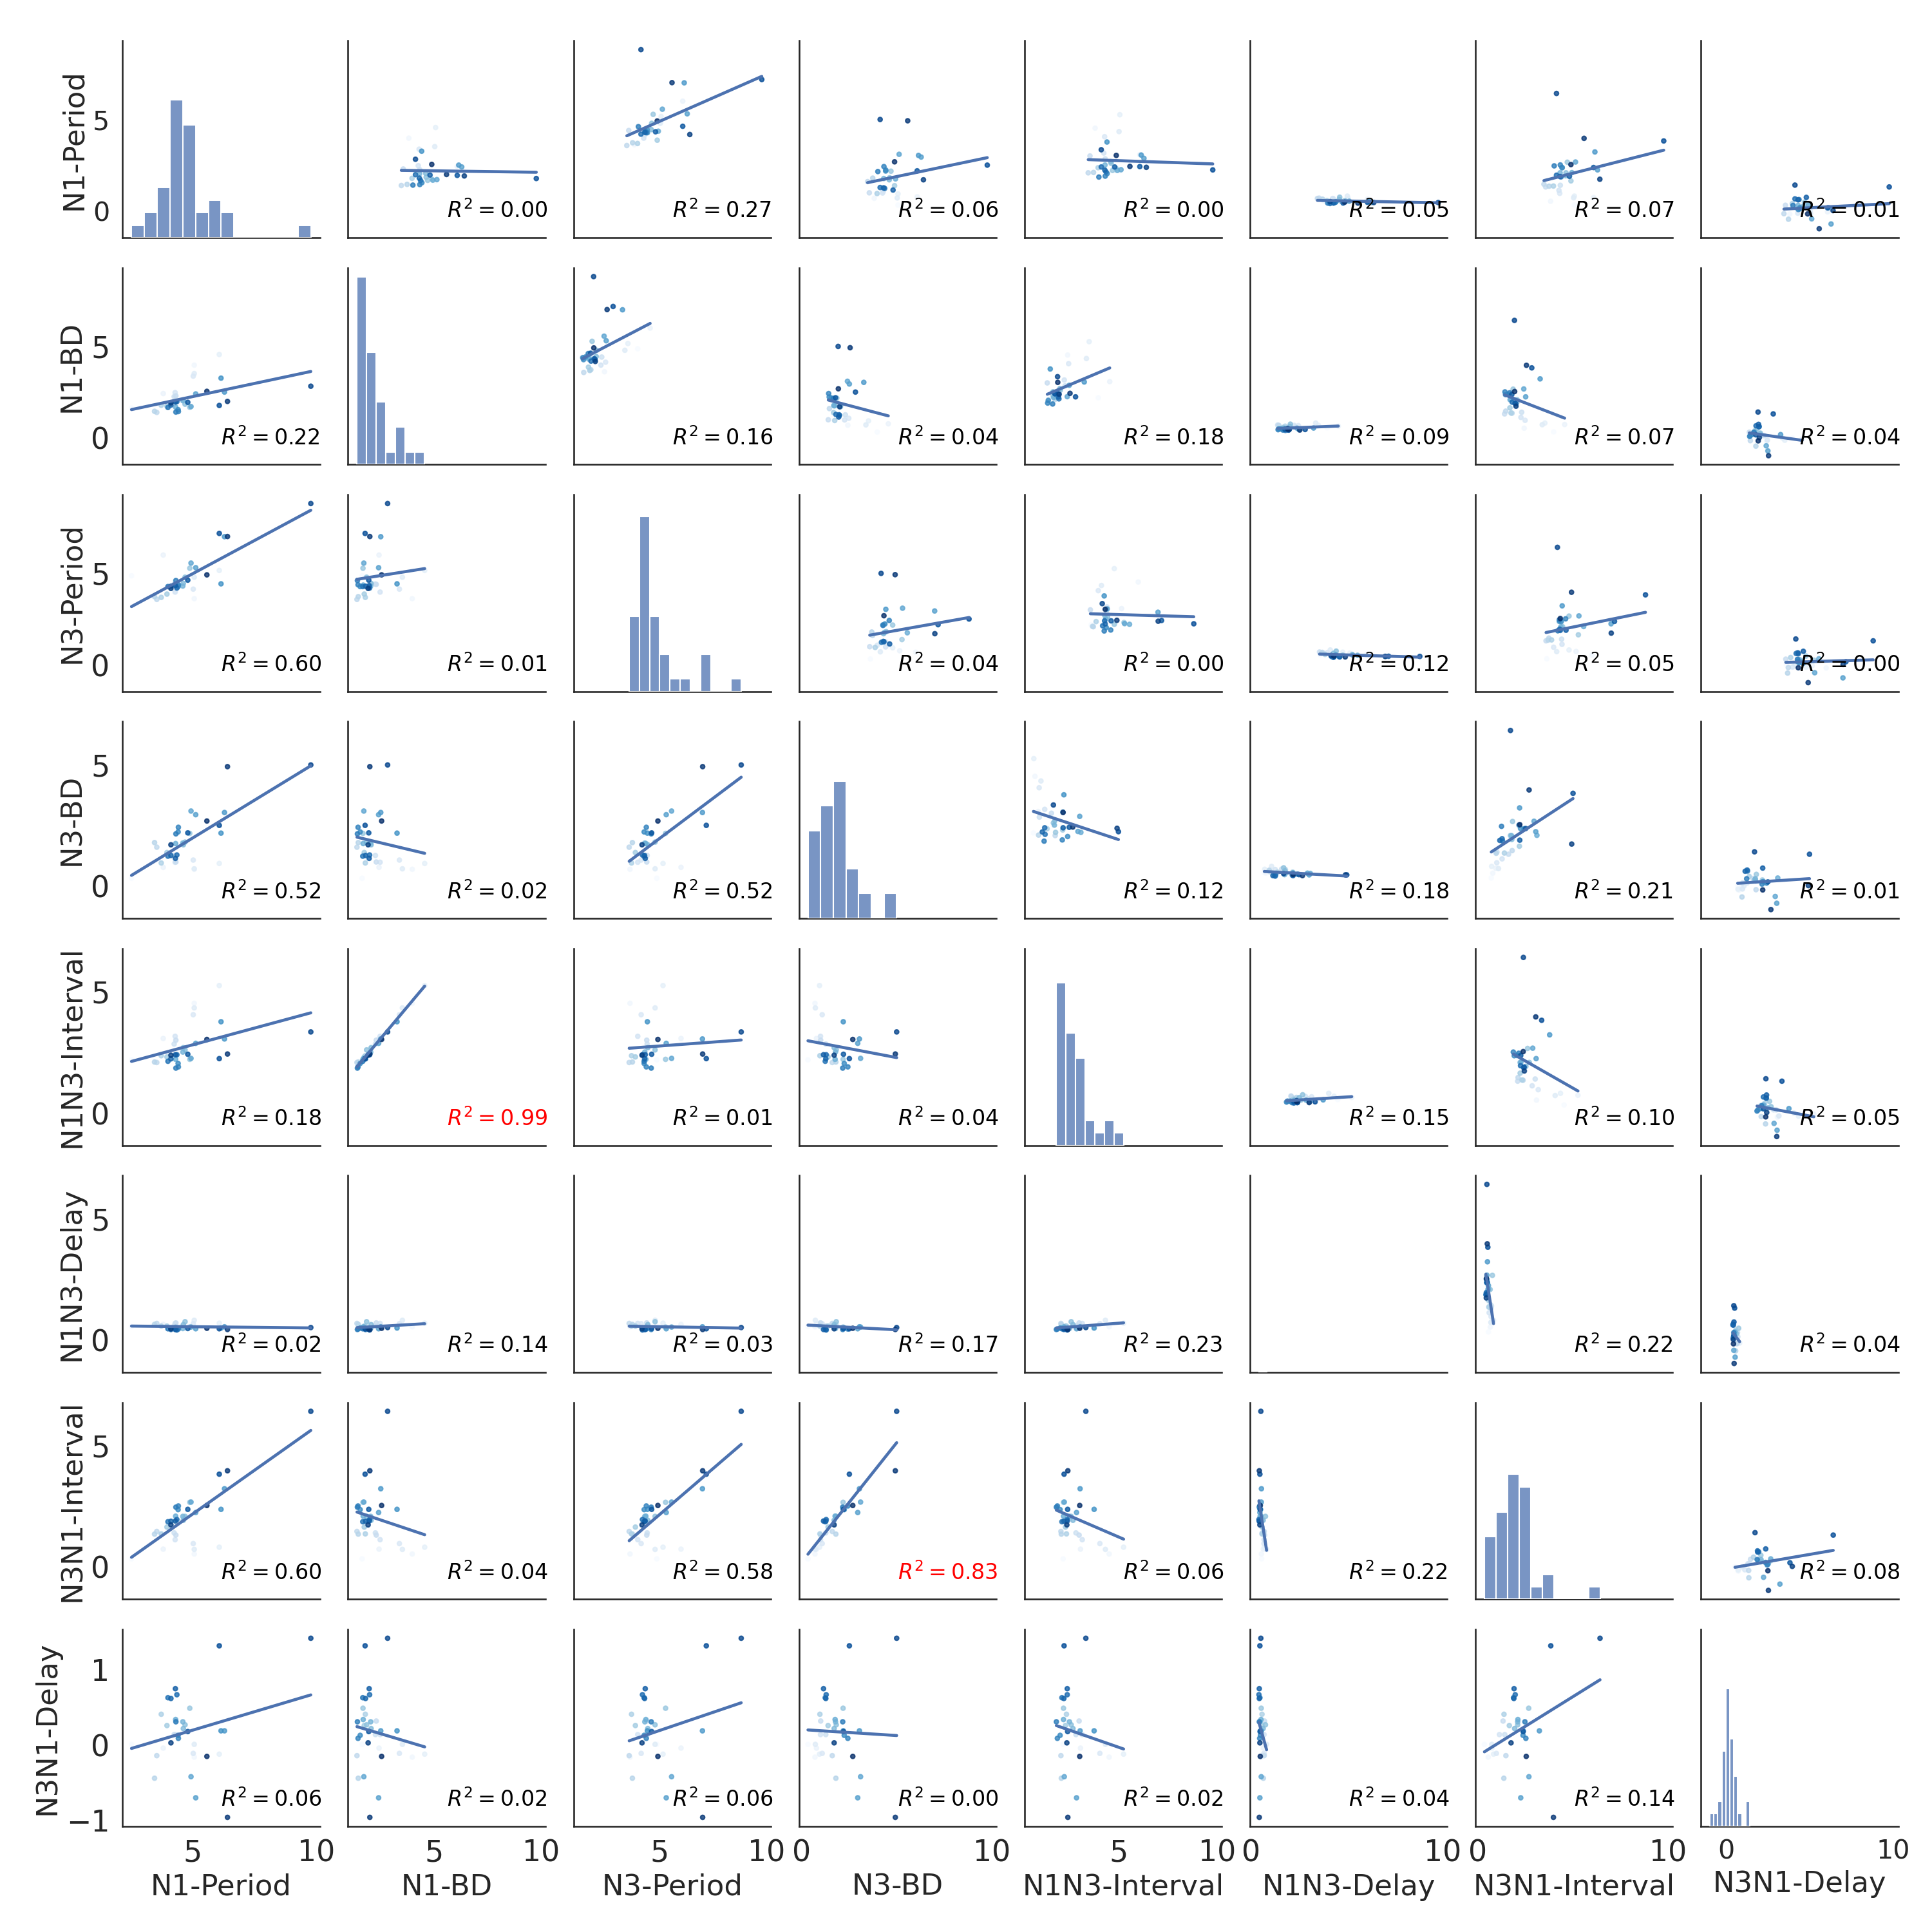 N1-Period
5
0
R² = 0.00
R² = 0.27
R² = 0.06
R² = 0.00
R² = 0.05
R² = 0.07
R² = 0.01
N1-BD
5
0
R² = 0.22
R² = 0.16
R² = 0.04
R² = 0.18
R² = 0.09
R² = 0.07
R² = 0.04
N3-Period
5
0
R² = 0.60
R² = 0.01
R² = 0.04
R² = 0.00
R² = 0.12
R² = 0.05
R² = 0.00
N3-BD
5
0
R² = 0.52
R² = 0.02
R² = 0.52
R² = 0.12
R² = 0.18
R² = 0.21
R² = 0.01
N1N3-Interval
5
0
R² = 0.18
R² = 0.99
R² = 0.01
R² = 0.04
R² = 0.15
R² = 0.10
R² = 0.05
N1N3-Delay
5
0
R² = 0.02
R² = 0.14
R² = 0.03
R² = 0.17
R² = 0.23
R² = 0.22
R² = 0.04
N3N1-Interval
5
0
R² = 0.60
R² = 0.04
R² = 0.58
R² = 0.83
R² = 0.06
R² = 0.22
R² = 0.08
N3N1-Delay
1
0
−1
R² = 0.06
R² = 0.02
R² = 0.06
R² = 0.00
R² = 0.02
R² = 0.04
R² = 0.14
5 10
5 10
5 10
0 10
5
0 10
0 10
0 10
N1-Period
N1-BD
N3-Period
N3-BD
N1N3-Interval
N1N3-Delay
N3N1-Interval
N3N1-Delay